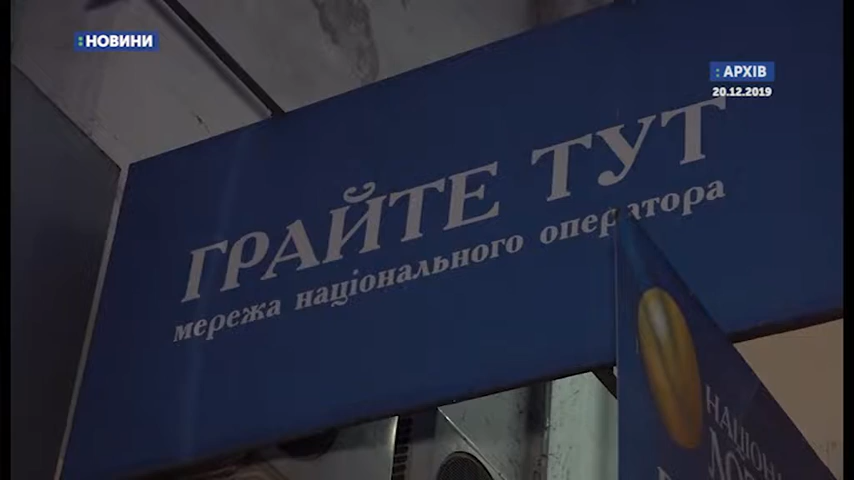 :НОВИНИ
:АРХІВ
20.12.2019
ГРАЙТЕ ТУТ
мережа національного оператора